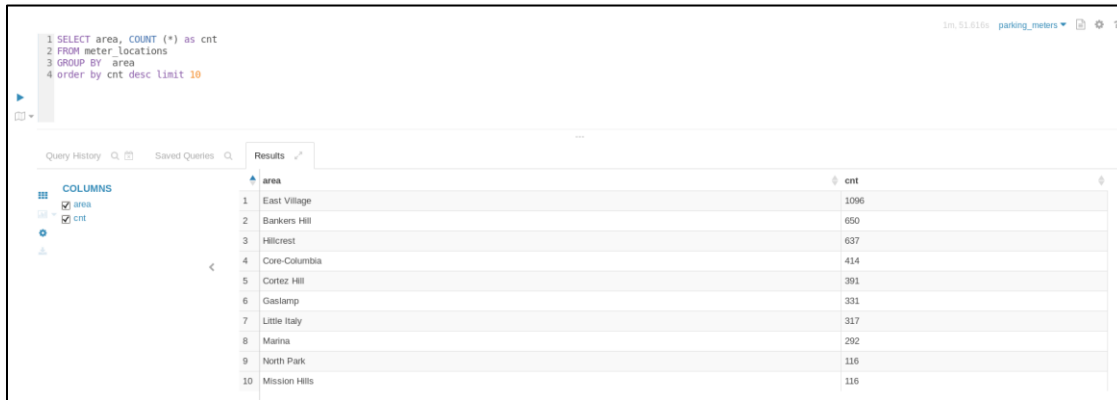 1m, 51.616s parking_meters
1 SELECT area, COUNT (*) as cnt
2 FROM meter_locations
3 GROUP BY  area
4 order by cnt desc limit 10
...
Query History Saved Queries Results
COLUMNS
area
cnt
area cnt
1 East Village 1096
2 Bankers Hill 650
3 Hillcrest 637
4 Core-Columbia 414
5 Cortez Hill 391
6 Gaslamp 331
7 Little Italy 317
8 Marina 292
9 North Park 116
10 Mission Hills 116